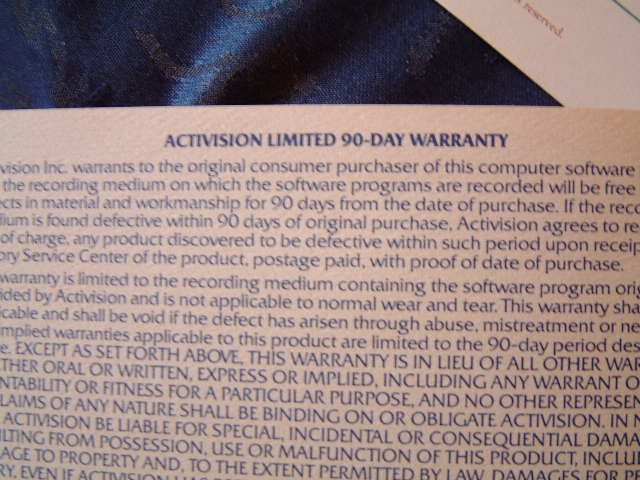 reserved.
ACTIVISION LIMITED 90-DAY WARRANTY
vision Inc. warrants to the original consumer purchaser of this computer software
the recording medium on which the software programs are recorded will be free
ects in material and workmanship for 90 days from the date of purchase. If the reco
dium is found defective within 90 days of original purchase, Activision agrees to re
of charge, any product discovered to be defective within such period upon receip
ory Service Center of the product, postage paid, with proof of date of purchase.
warranty is limited to the recording medium containing the software program orig
vided by Activision and is not applicable to normal wear and tear. This warranty sha
icable and shall be void if the defect has arisen through abuse, mistreatment or ne
implied warranties applicable to this product are limited to the 90-day period des
e. EXCEPT AS SET FORTH ABOVE, THIS WARRANTY IS IN LIEU OF ALL OTHER WAR
THER ORAL OR WRITTEN, EXPRESS OR IMPLIED, INCLUDING ANY WARRANT O
NTABILITY OR FITNESS FOR A PARTICULAR PURPOSE, AND NO OTHER REPRESEN
LAIMS OF ANY NATURE SHALL BE BINDING ON OR OBLIGATE ACTIVISION. IN N
ACTIVISION BE LIABLE FOR SPECIAL, INCIDENTAL OR CONSEQUENTIAL DAMA
LTING FROM POSSESSION, USE OR MALFUNCTION OF THIS PRODUCT, INCLU
AGE TO PROPERTY AND, TO THE EXTENT PERMITTED BY LAW, DAMAGES FOR PE
RY, EVEN IF ACTIVISION HAS